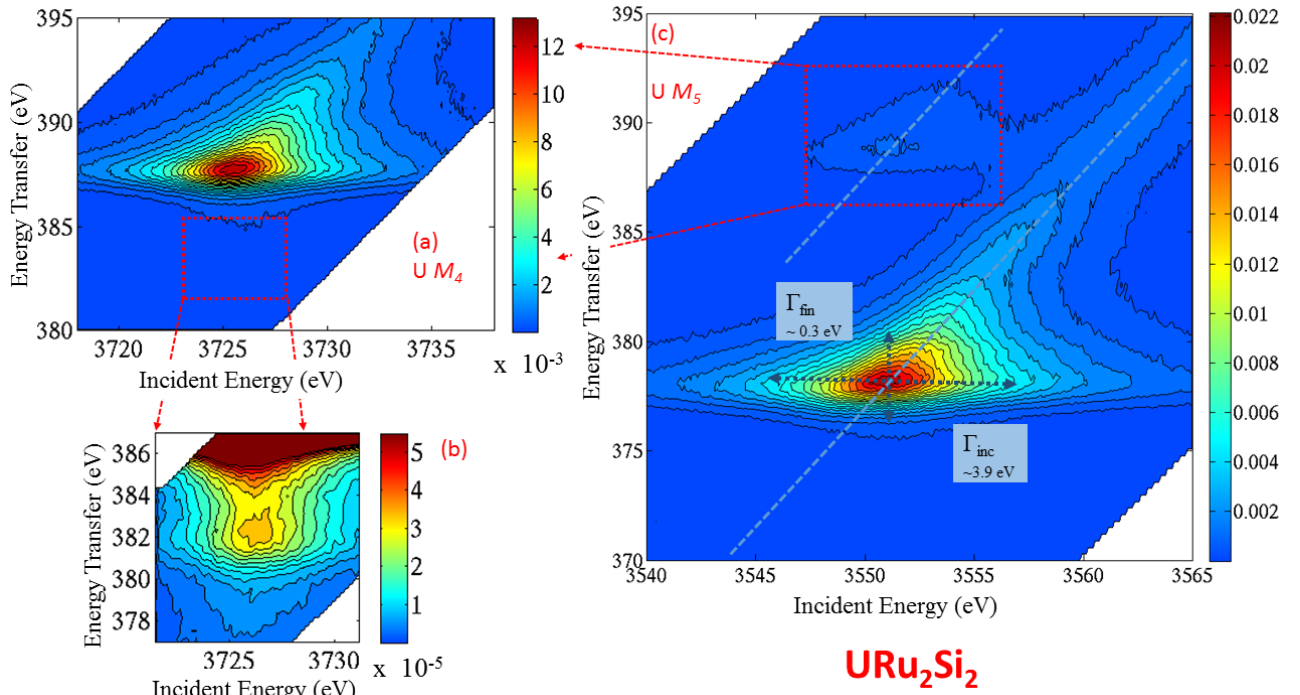 395
390
385
380
Energy Transfer (eV)
3720
3725
3730
3735
Incident Energy (eV)
12
10
8
6
4
2
x 10⁻³
(a)
U M₄
386
384
382
380
378
Energy Transfer (eV)
3725
3730
Incident Energy (eV)
5
4
3
2
1
x 10⁻⁵
(b)
395
390
385
380
375
370
Energy Transfer (eV)
3540
3545
3550
3555
3560
3565
Incident Energy (eV)
(c)
U M₅
Γfin
~ 0.3 eV
Γinc
~3.9 eV
0.022
0.02
0.018
0.016
0.014
0.012
0.01
0.008
0.006
0.004
0.002
URu₂Si₂